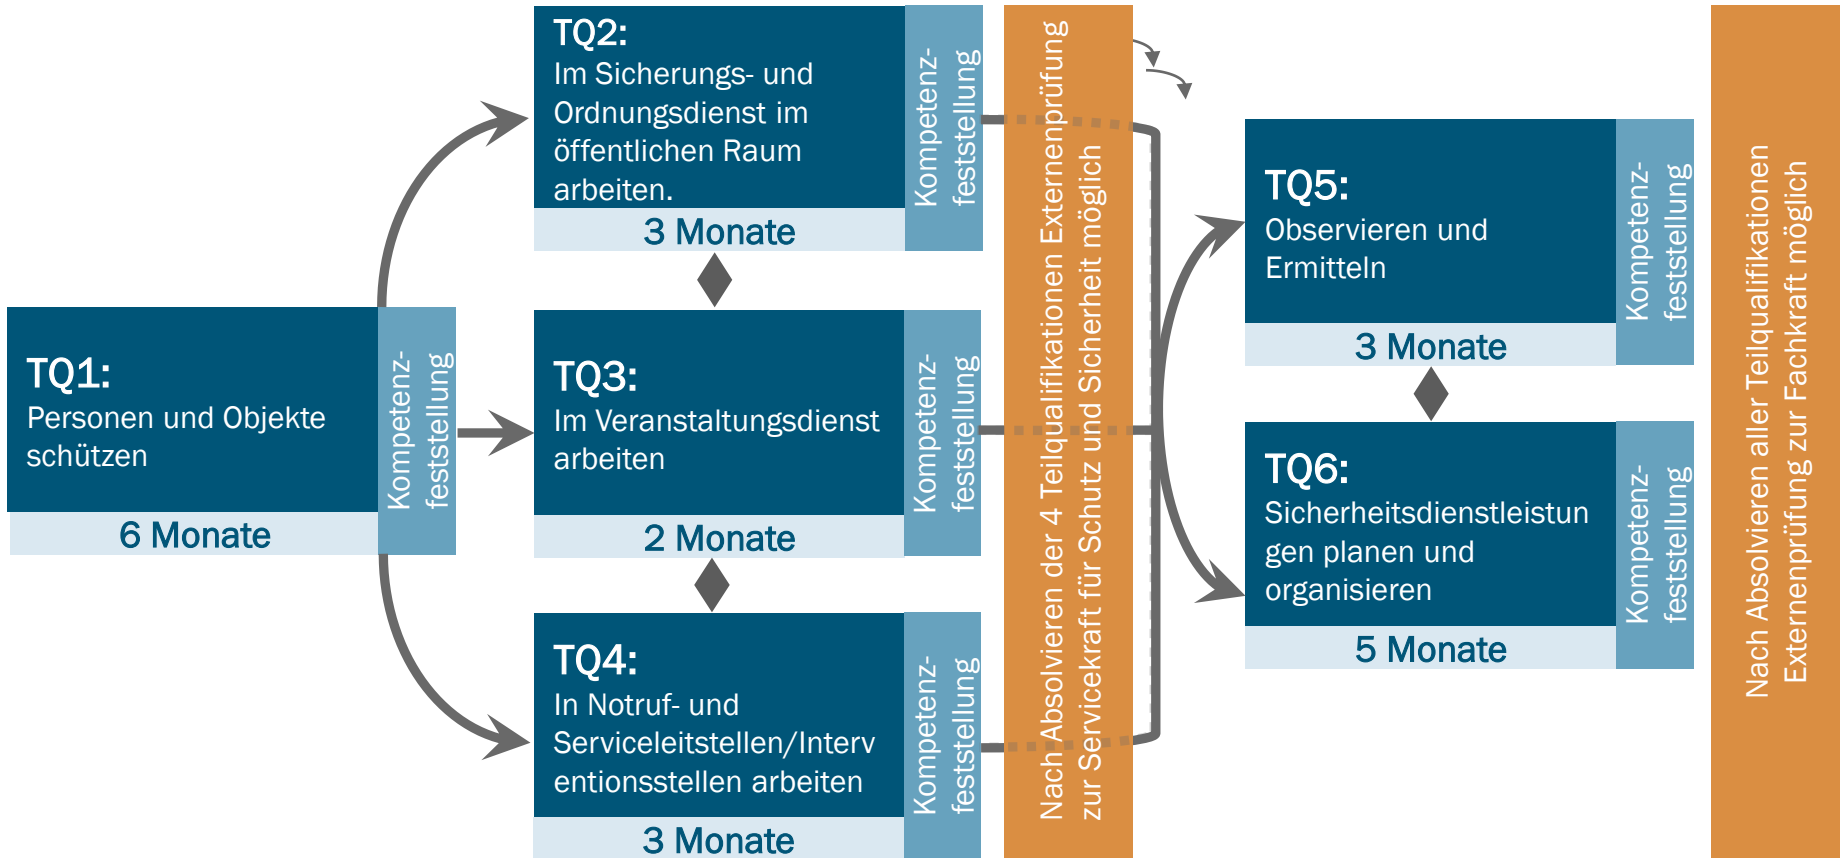 TQ1:
Personen und Objekte
schützen
6 Monate
Kompetenz-
feststellung
TQ2:
Im Sicherungs- und
Ordnungsdienst im
öffentlichen Raum
arbeiten.
3 Monate
Kompetenz-
feststellung
TQ3:
Im Veranstaltungsdienst
arbeiten
2 Monate
Kompetenz-
feststellung
TQ4:
In Notruf- und
Serviceleitstellen/Interv
entionsstellen arbeiten
3 Monate
Kompetenz-
feststellung
Nach Absolvieren der 4 Teilqualifikationen Externenprüfung
zur Servicekraft für Schutz und Sicherheit möglich
TQ5:
Observieren und
Ermitteln
3 Monate
Kompetenz-
feststellung
TQ6:
Sicherheitsdienstleistun
gen planen und
organisieren
5 Monate
Kompetenz-
feststellung
Nach Absolvieren aller Teilqualifikationen
Externenprüfung zur Fachkraft möglich